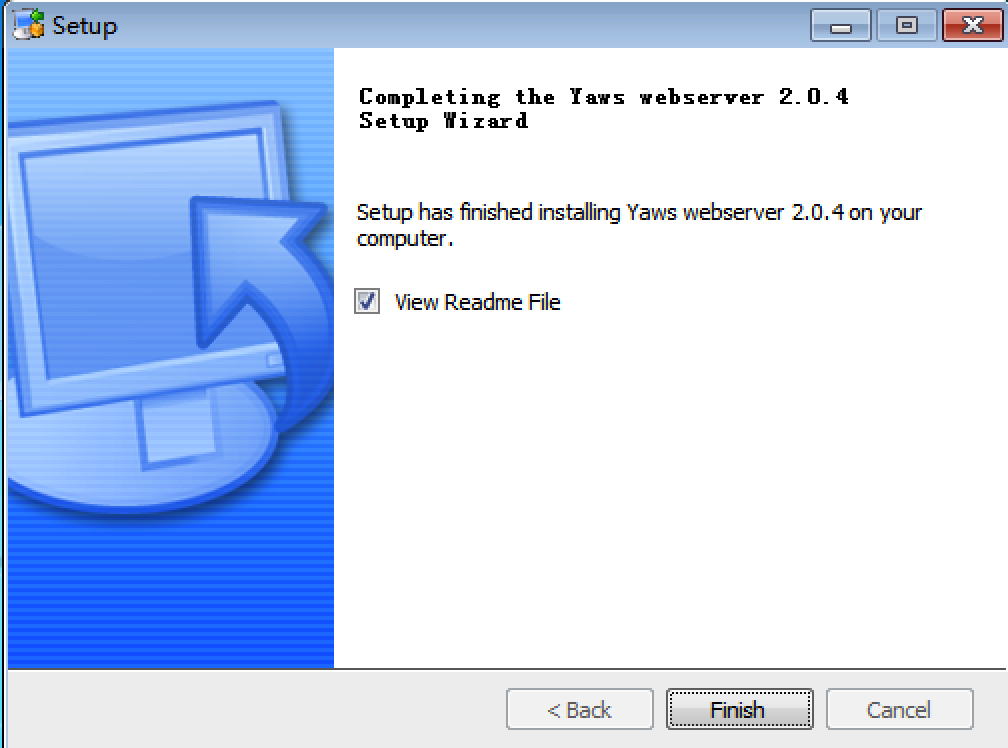 Setup
Completing the Yaws webserver 2.0.4
Setup Wizard
Setup has finished installing Yaws webserver 2.0.4 on your
computer.
View Readme File
< Back
Finish
Cancel